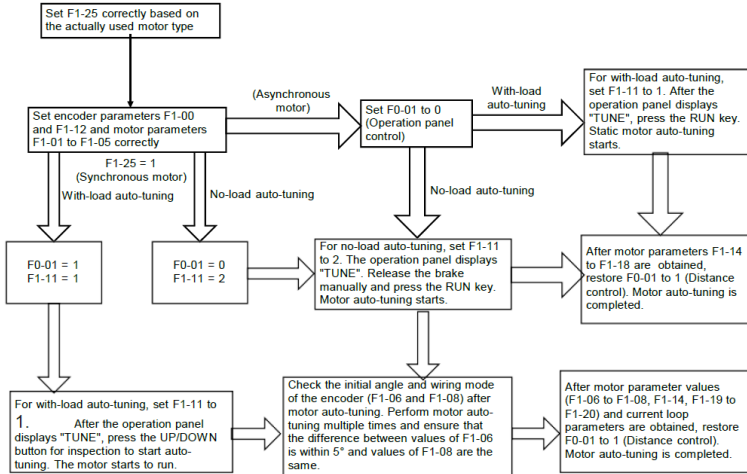 Set F1-25 correctly based on
the actually used motor type
(Asynchronous
motor)
With-load
auto-tuning
For with-load auto-tuning,
set F1-11 to 1. After the
operation panel displays
"TUNE", press the RUN key.
Static motor auto-tuning
starts.
Set encoder parameters F1-00
and F1-12 and motor parameters
F1-01 to F1-05 correctly
Set F0-01 to 0
(Operation panel
control)
F1-25 = 1
(Synchronous motor)
With-load auto-tuning
No-load auto-tuning
No-load auto-tuning
F0-01 = 1
F1-11 = 1
F0-01 = 0
F1-11 = 2
For no-load auto-tuning, set F1-11
to 2. The operation panel displays
"TUNE". Release the brake
manually and press the RUN key.
Motor auto-tuning starts.
After motor parameters F1-14
to F1-18 are obtained,
restore F0-01 to 1 (Distance
control). Motor auto-tuning is
completed.
For with-load auto-tuning, set F1-11 to
1. After the operation panel
displays "TUNE", press the UP/DOWN
button for inspection to start auto-
tuning. The motor starts to run.
Check the initial angle and wiring mode
of the encoder (F1-06 and F1-08) after
motor auto-tuning. Perform motor auto-
tuning multiple times and ensure that
the difference between values of F1-06
is within 5° and values of F1-08 are the
same.
After motor parameter values
(F1-06 to F1-08, F1-14, F1-19 to
F1-20) and current loop
parameters are obtained, restore
F0-01 to 1 (Distance control).
Motor auto-tuning is completed.